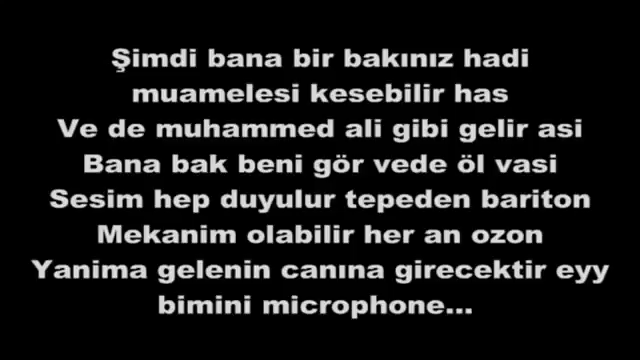 Şimdi bana bir bakınız hadi
muamelesi kesebilir has
Ve de muhammed ali gibi gelir asi
Bana bak beni gör vede öl vasi
Sesim hep duyulur tepeden bariton
Mekanim olabilir her an ozon
Yanima gelenin canına girecektir eyy
bimini microphone...